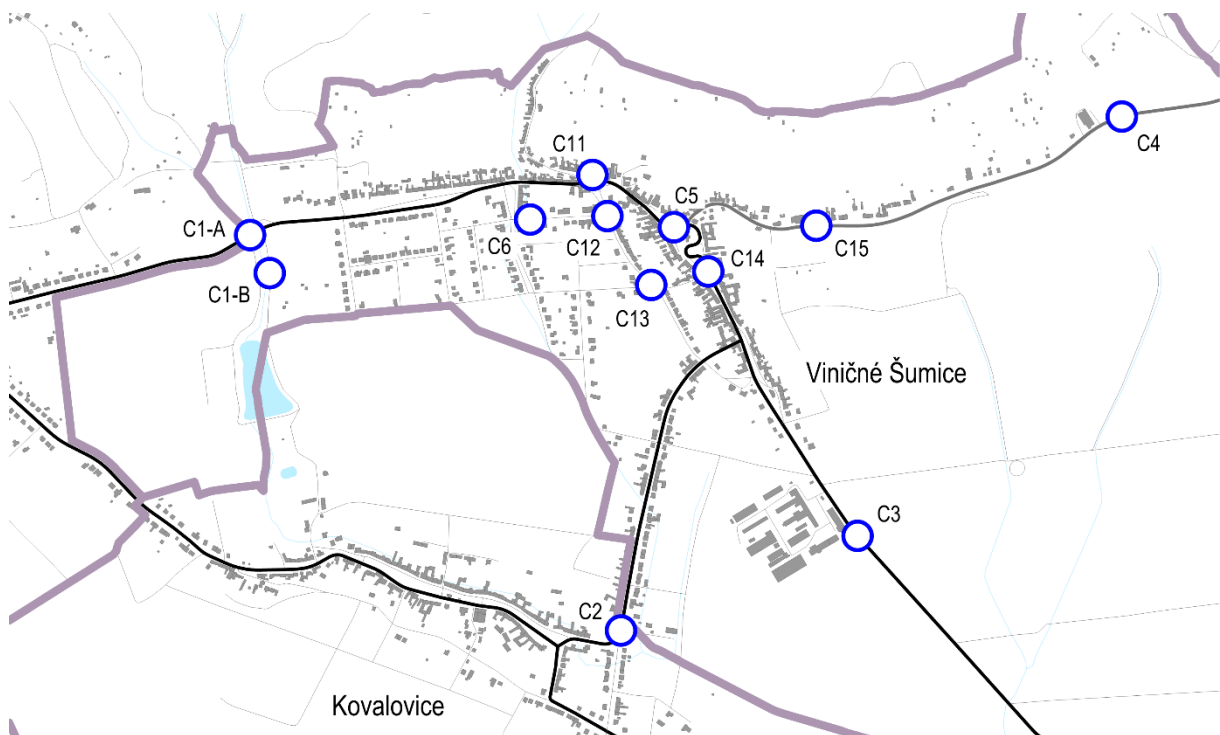 C4
C11
C5
C1-A
C6
C12
C15
C14
C1-B
C13
Viničné Šumice
C3
C2
Kovalovice